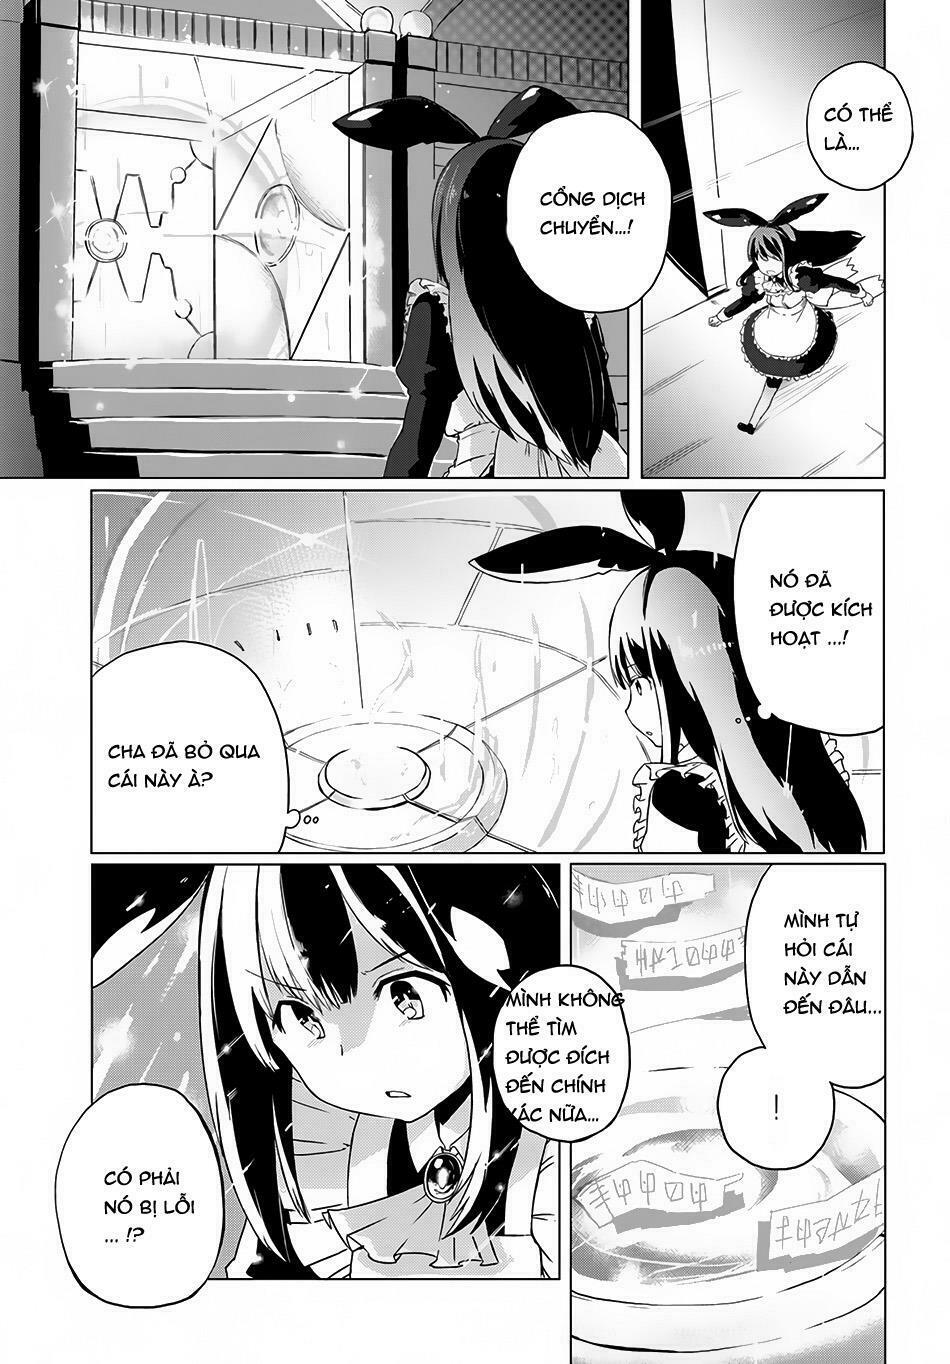 CÓ THỂ
LÀ...
CỔNG DỊCH
CHUYỂN...!
NÓ ĐÃ
ĐƯỢC KÍCH
HOẠT ...!
CHA ĐÃ BỎ QUA
CÁI NÀY À?
MÌNH TỰ
HỎI CÁI
NÀY DẪN
ĐẾN ĐÂU...
!
MÌNH KHÔNG
THỂ TÌM
ĐƯỢC ĐÍCH
ĐẾN CHÍNH
XÁC NỮA...
CÓ PHẢI
NÓ BỊ LỖI
... !?